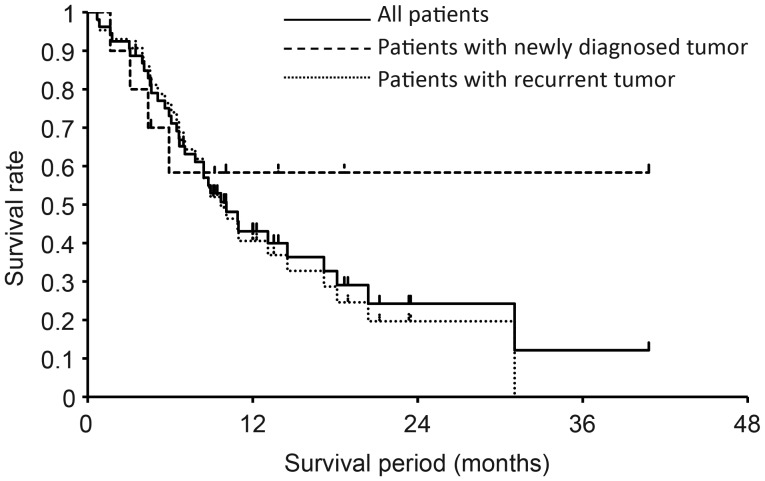 All patients
Patients with newly diagnosed tumor
Patients with recurrent tumor
Survival rate
1
0.9
0.8
0.7
0.6
0.5
0.4
0.3
0.2
0.1
0
0 12 24 36 48
Survival period (months)